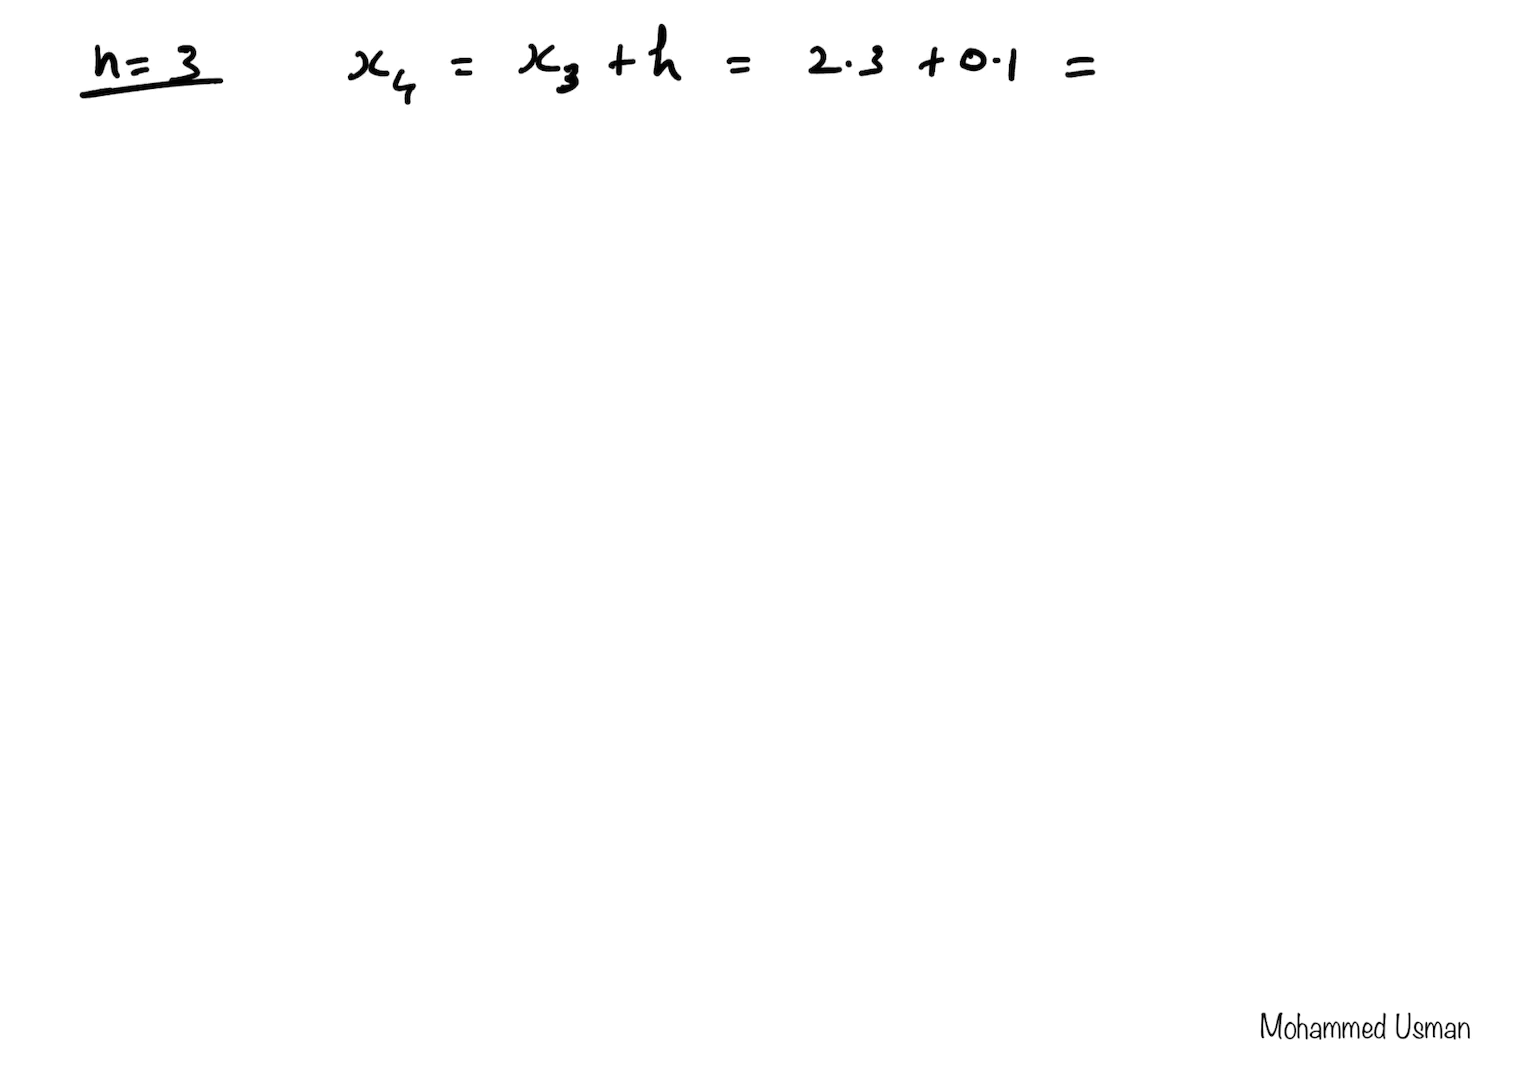 n = 3 x₄ = x₃ + h = 2.3 + 0.1 =
Mohammed Usman